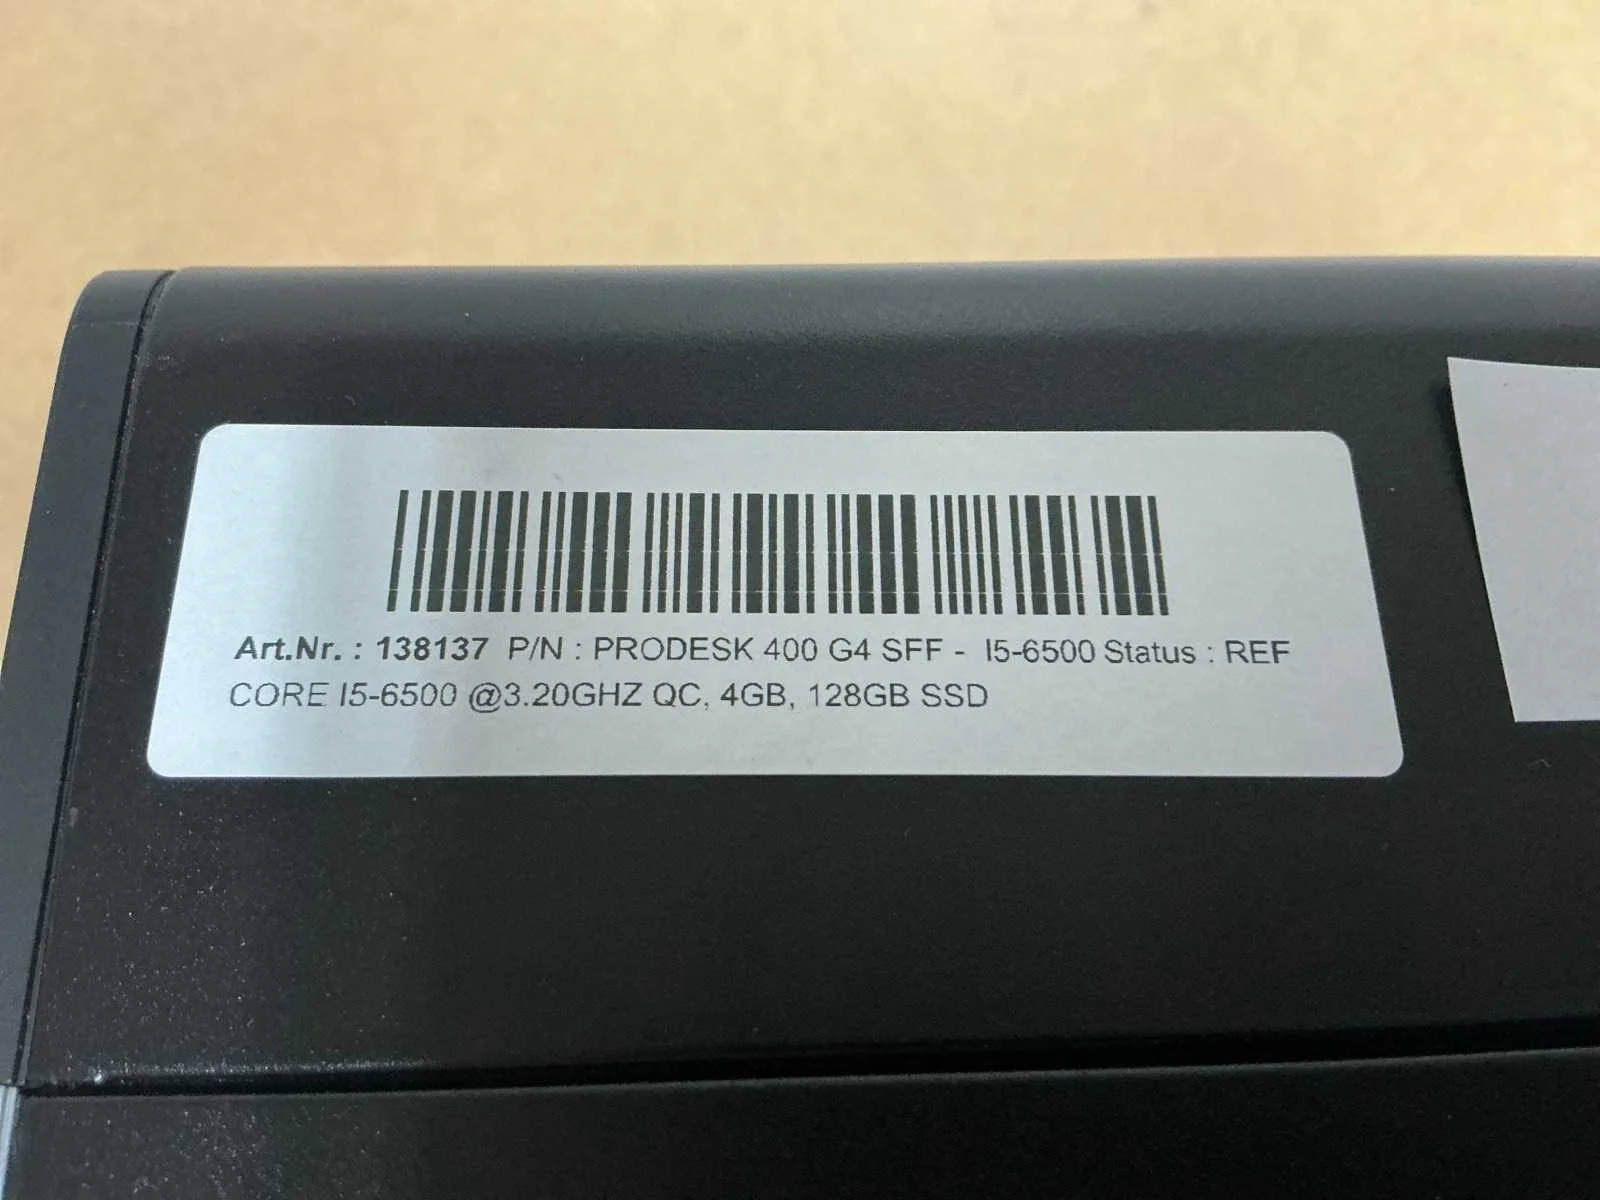 Art.Nr. : 138137 P/N : PRODESK 400 G4 SFF - I5-6500 Status : REF
CORE I5-6500 @3.20GHZ QC, 4GB, 128GB SSD